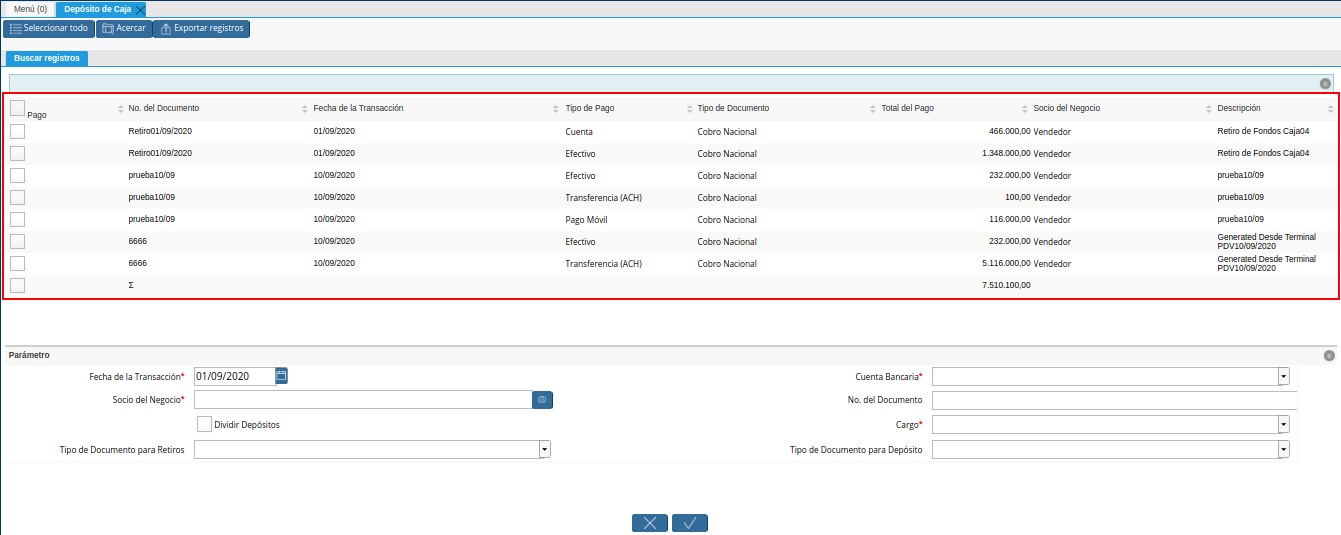 Menú (0) Depósito de Caja
Seleccionar todo Acercar Exportar registros
Buscar registros
Pago No. del Documento Fecha de la Transacción Tipo de Pago Tipo de Documento Total del Pago Socio del Negocio Descripción
Retiro01/09/2020 01/09/2020 Cuenta Cobro Nacional 466.000,00 Vendedor Retiro de Fondos Caja04
Retiro01/09/2020 01/09/2020 Efectivo Cobro Nacional 1.348.000,00 Vendedor Retiro de Fondos Caja04
prueba10/09 10/09/2020 Efectivo Cobro Nacional 232.000,00 Vendedor prueba10/09
prueba10/09 10/09/2020 Transferencia (ACH) Cobro Nacional 100,00 Vendedor prueba10/09
prueba10/09 10/09/2020 Pago Móvil Cobro Nacional 116.000,00 Vendedor prueba10/09
6666 10/09/2020 Efectivo Cobro Nacional 232.000,00 Vendedor Generated Desde Terminal
PDV10/09/2020
6666 10/09/2020 Transferencia (ACH) Cobro Nacional 5.116.000,00 Vendedor Generated Desde Terminal
PDV10/09/2020
Σ 7.510.100,00
Parámetro
Fecha de la Transacción* 01/09/2020 Cuenta Bancaria*
Socio del Negocio* No. del Documento
Dividir Depósitos Cargo*
Tipo de Documento para Retiros Tipo de Documento para Depósito